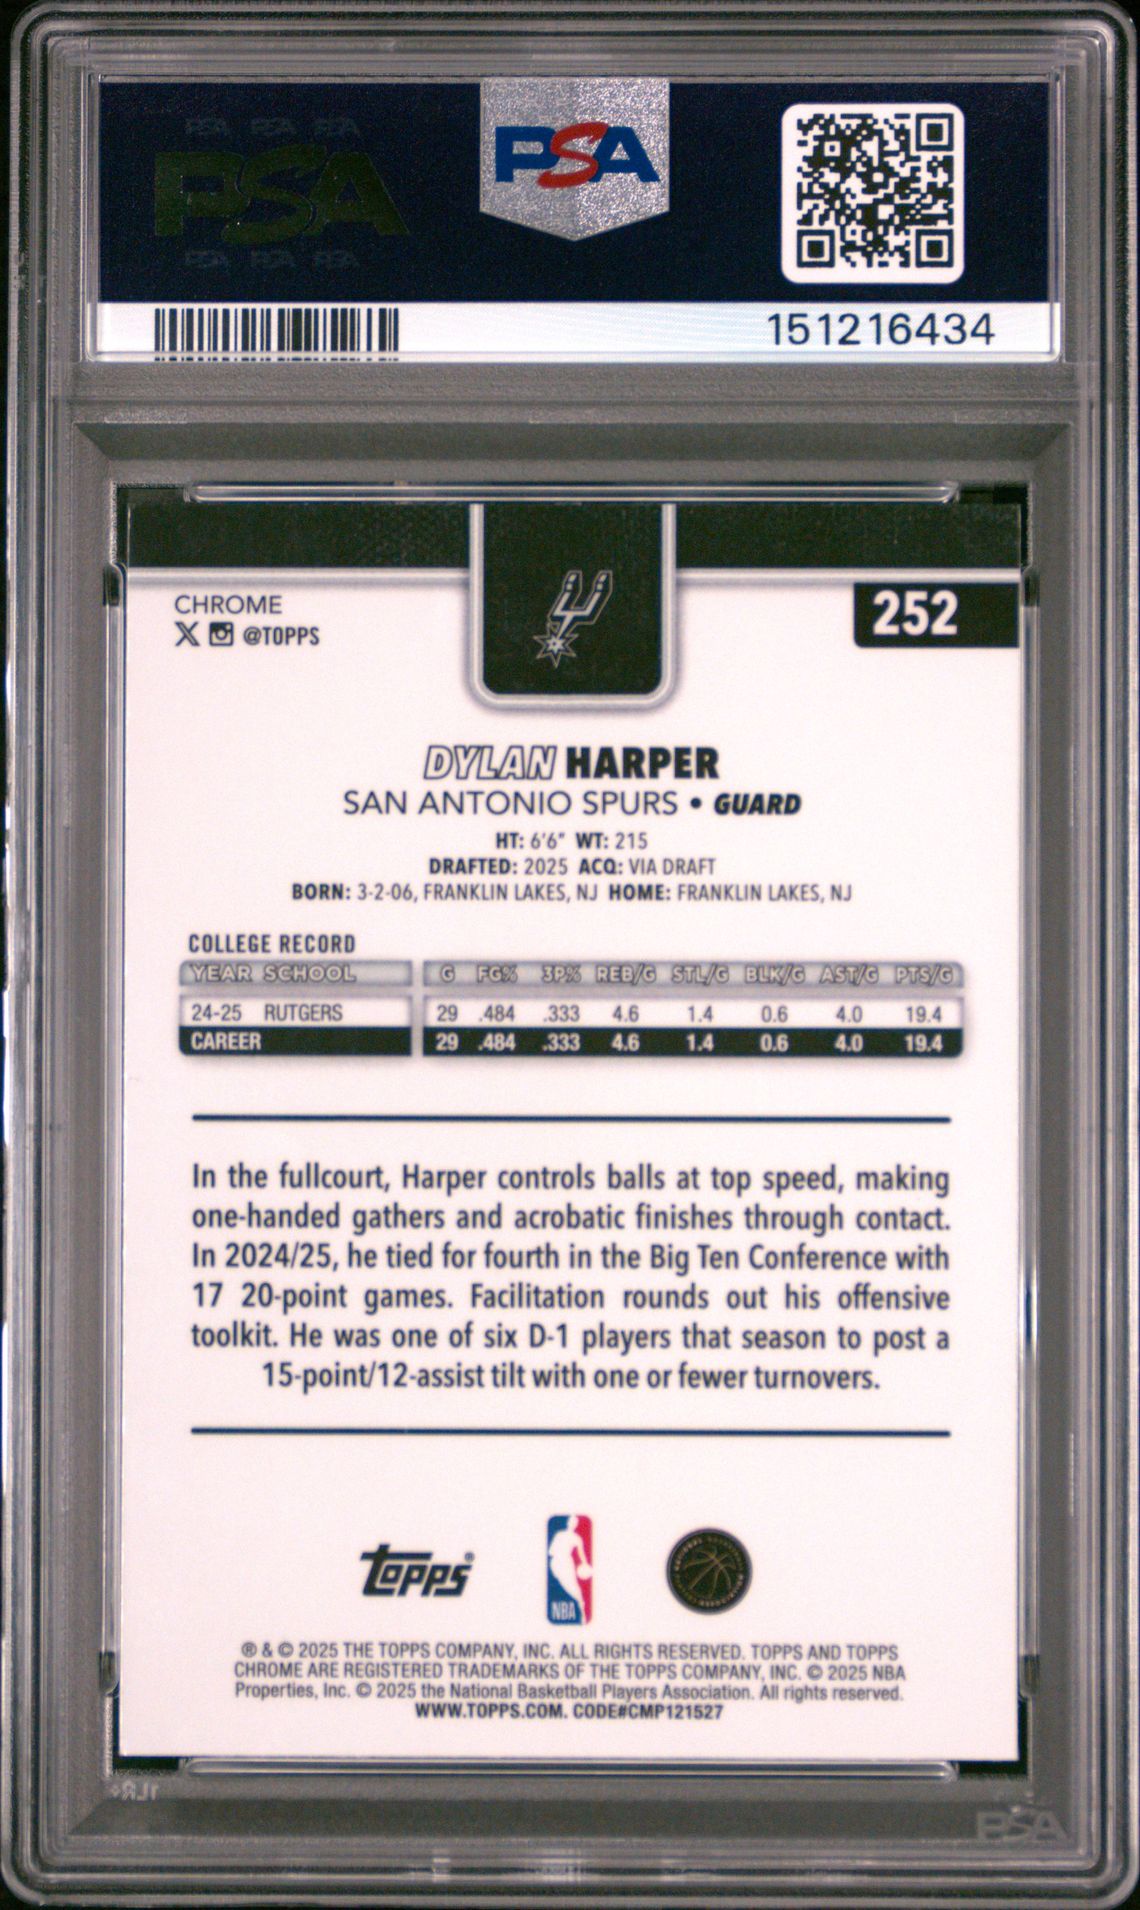 PSA PSA PSA
PSA
PSA PSA PSA
PSA
151216434
CHROME
X @TOPPS
252
DYLAN HARPER
SAN ANTONIO SPURS • GUARD
HT: 6'6" WT: 215
DRAFTED: 2025 ACQ: VIA DRAFT
BORN: 3-2-06, FRANKLIN LAKES, NJ HOME: FRANKLIN LAKES, NJ
COLLEGE RECORD
YEAR SCHOOL G FG% 3P% REB/G STL/G BLK/G AST/G PTS/G
24-25 RUTGERS 29 .484 .333 4.6 1.4 0.6 4.0 19.4
CAREER 29 .484 .333 4.6 1.4 0.6 4.0 19.4
In the fullcourt, Harper controls balls at top speed, making
one-handed gathers and acrobatic finishes through contact.
In 2024/25, he tied for fourth in the Big Ten Conference with
17 20-point games. Facilitation rounds out his offensive
toolkit. He was one of six D-1 players that season to post a
15-point/12-assist tilt with one or fewer turnovers.
TOPPS®
NBA
® & © 2025 THE TOPPS COMPANY, INC. ALL RIGHTS RESERVED. TOPPS AND TOPPS
CHROME ARE REGISTERED TRADEMARKS OF THE TOPPS COMPANY, INC. © 2025 NBA
Properties, Inc. © 2025 the National Basketball Players Association. All rights reserved.
WWW.TOPPS.COM. CODE#CMP121527
1LR
PSA